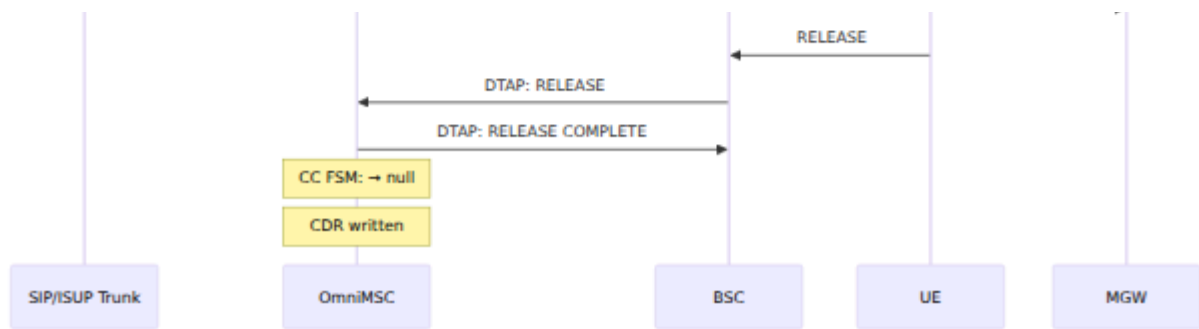 RELEASE
DTAP: RELEASE
DTAP: RELEASE COMPLETE
CC FSM: → null
CDR written
SIP/ISUP Trunk
OmniMSC
BSC
UE
MGW